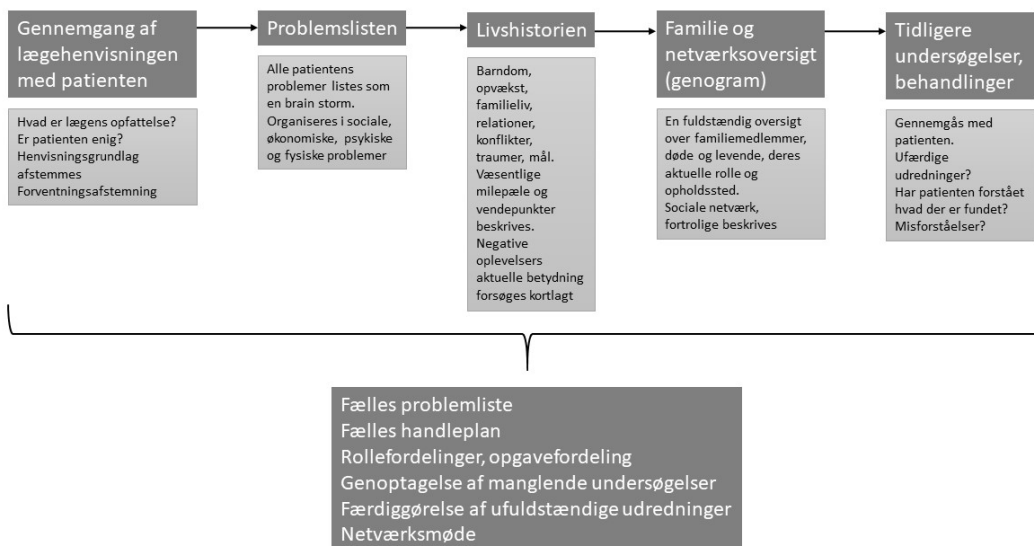 Gennemgang af
lægehenvisningen
med patienten
Hvad er lægens opfattelse?
Er patienten enig?
Henvisningsgrundlag
afstemmes
Forventningsafstemning
Problemslisten
Alle patientens
problemer listes som
en brain storm.
Organiseres i sociale,
økonomiske, psykiske
og fysiske problemer
Livshistorien
Barndom,
opvækst,
familieliv,
relationer,
konflikter,
traumer, mål.
Væsentlige
milepæle og
vendepunkter
beskrives.
Negative
oplevelsers
aktuelle betydning
forsøges kortlagt
Familie og
netværksoversigt
(genogram)
En fuldstændig oversigt
over familiemedlemmer,
døde og levende, deres
aktuelle rolle og
opholdssted.
Sociale netværk,
fortrolige beskrives
Tidligere
undersøgelser,
behandlinger
Gennemgås med
patienten.
Ufærdige
udredninger?
Har patienten forstået
hvad der er fundet?
Misforståelser?
Fælles problemliste
Fælles handleplan
Rollefordelinger, opgavefordeling
Genoptagelse af manglende undersøgelser
Færdiggørelse af ufuldstændige udredninger
Netværksmøde